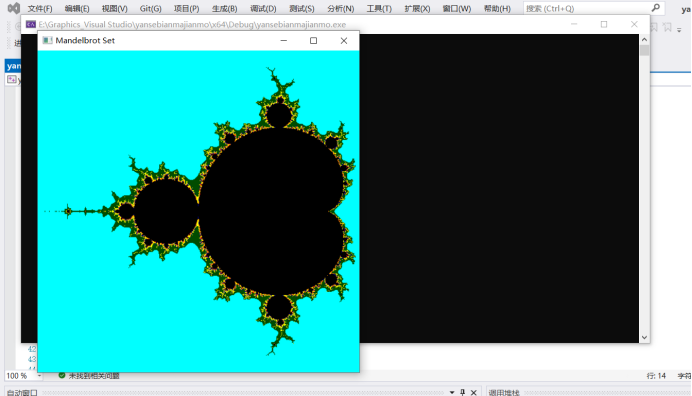 文件(F) 编辑(E) 视图(V) Git(G) 项目(P) 生成(B) 调试(D) 测试(S) 分析(N) 工具(T) 扩展(X) 窗口(W) 帮助(H) 搜索 (Ctrl+Q) ya
E:\Graphics_Visual Studio\yansebianmajianmo\x64\Debug\yansebianmajianmo.exe
Mandelbrot Set
yan
42
43
44
100 % 未找到相关问题 行: 14 字符
自动窗口 调用堆栈